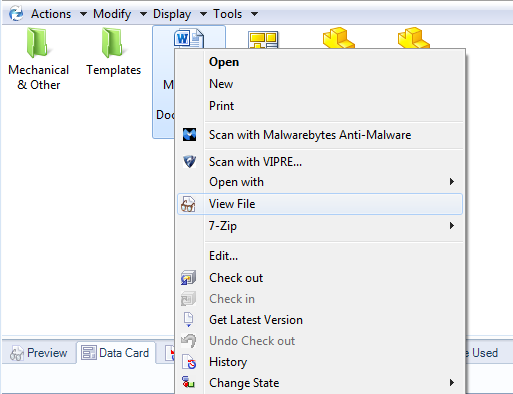 Actions Modify Display Tools
Mechanical
& Other
Templates
M
Doc
Open
New
Print
Scan with Malwarebytes Anti-Malware
Scan with VIPRE...
Open with
View File
7-Zip
Edit...
Check out
Check in
Get Latest Version
Undo Check out
History
Change State
Preview Data Card e Used